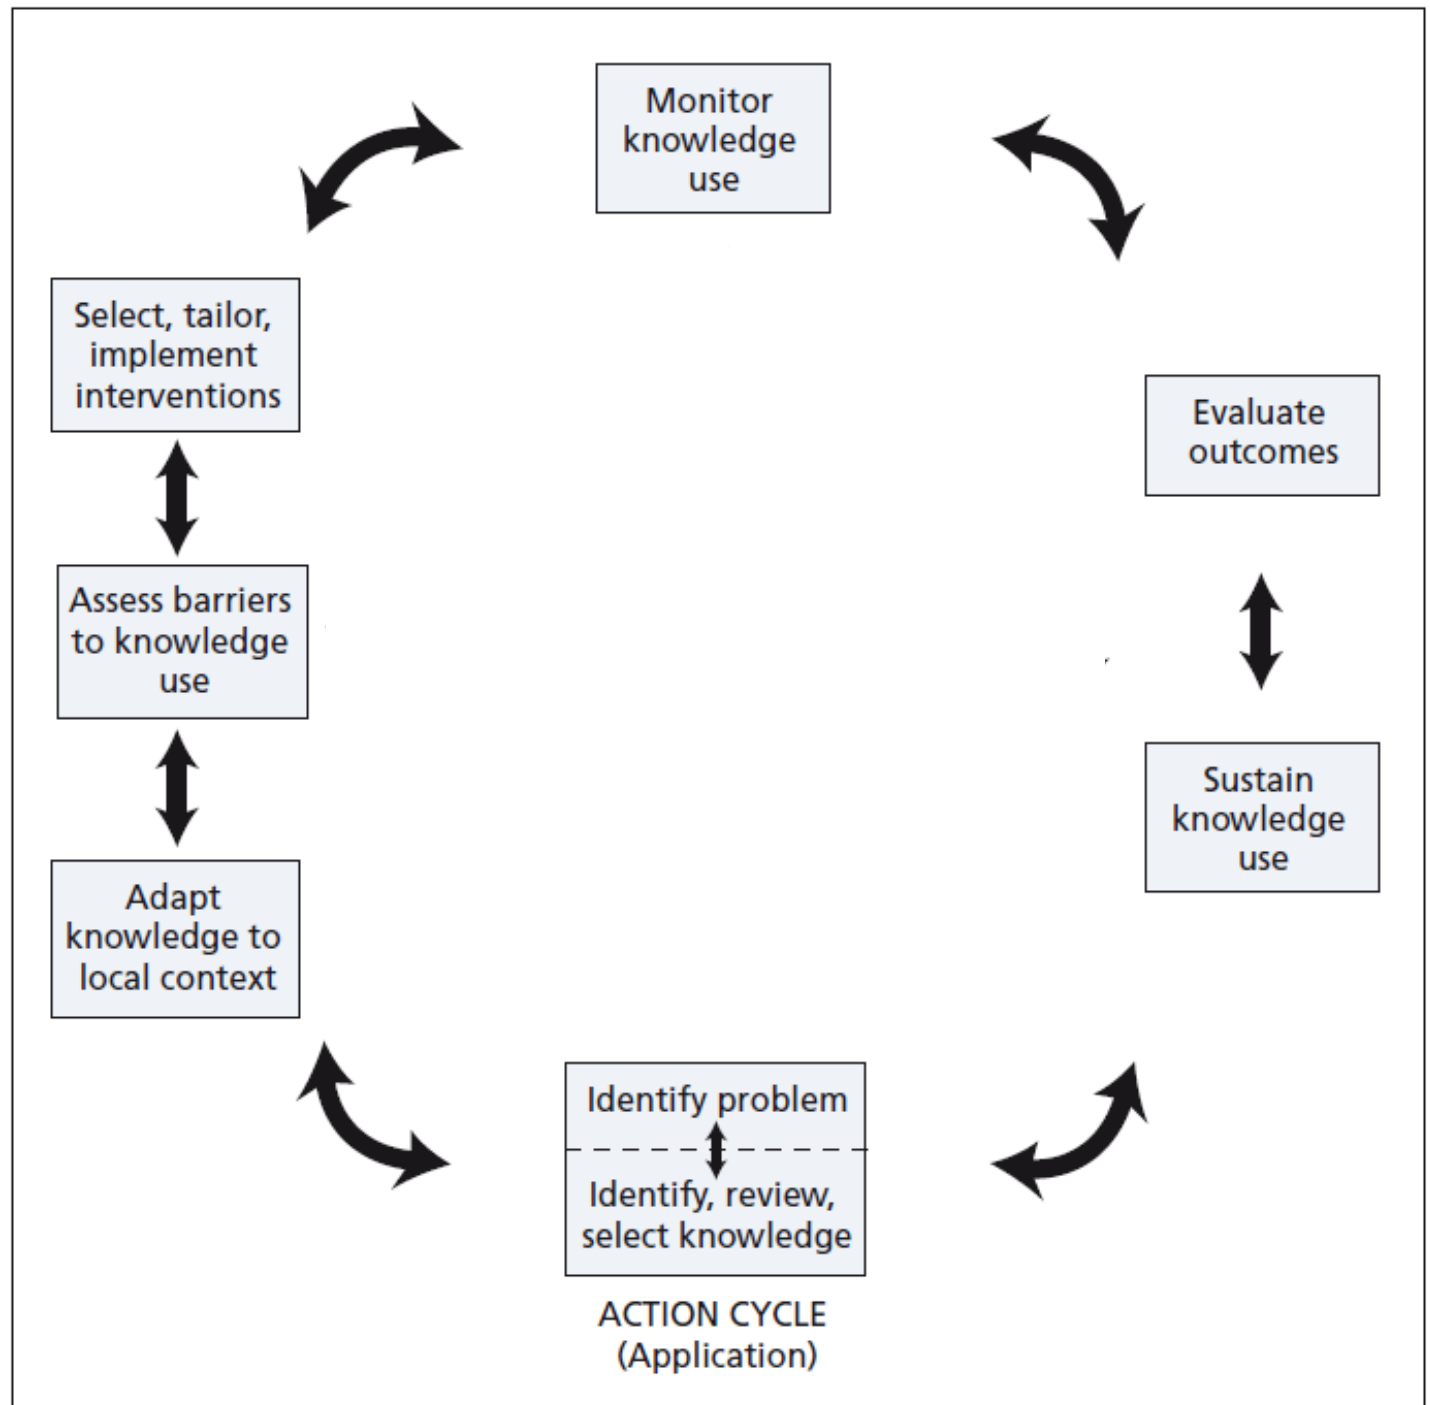 Monitor
knowledge
use
Select, tailor,
implement
interventions
Evaluate
outcomes
Assess barriers
to knowledge
use
Sustain
knowledge
use
Adapt
knowledge to
local context
Identify problem
Identify, review,
select knowledge
ACTION CYCLE
(Application)